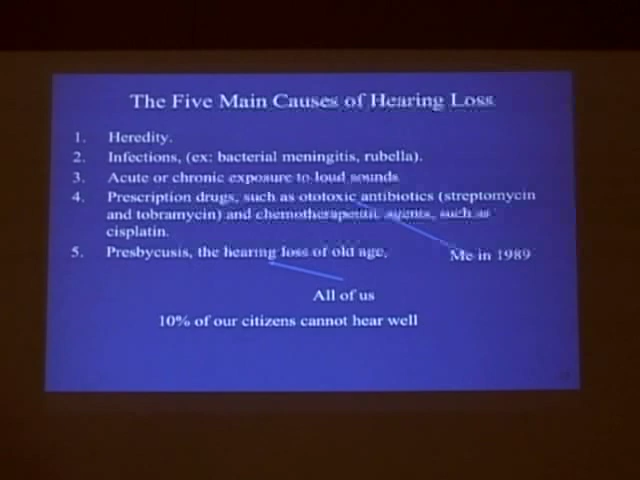 The Five Main Causes of Hearing Loss
1. Heredity.
2. Infections, (ex: bacterial meningitis, rubella).
3. Acute or chronic exposure to loud sounds
4. Prescription drugs, such as ototoxic antibiotics (streptomycin
and tobramycin) and chemotherapeutic agents, such as
cisplatin.
5. Presbycusis, the hearing loss of old age.
Me in 1989
All of us
10% of our citizens cannot hear well